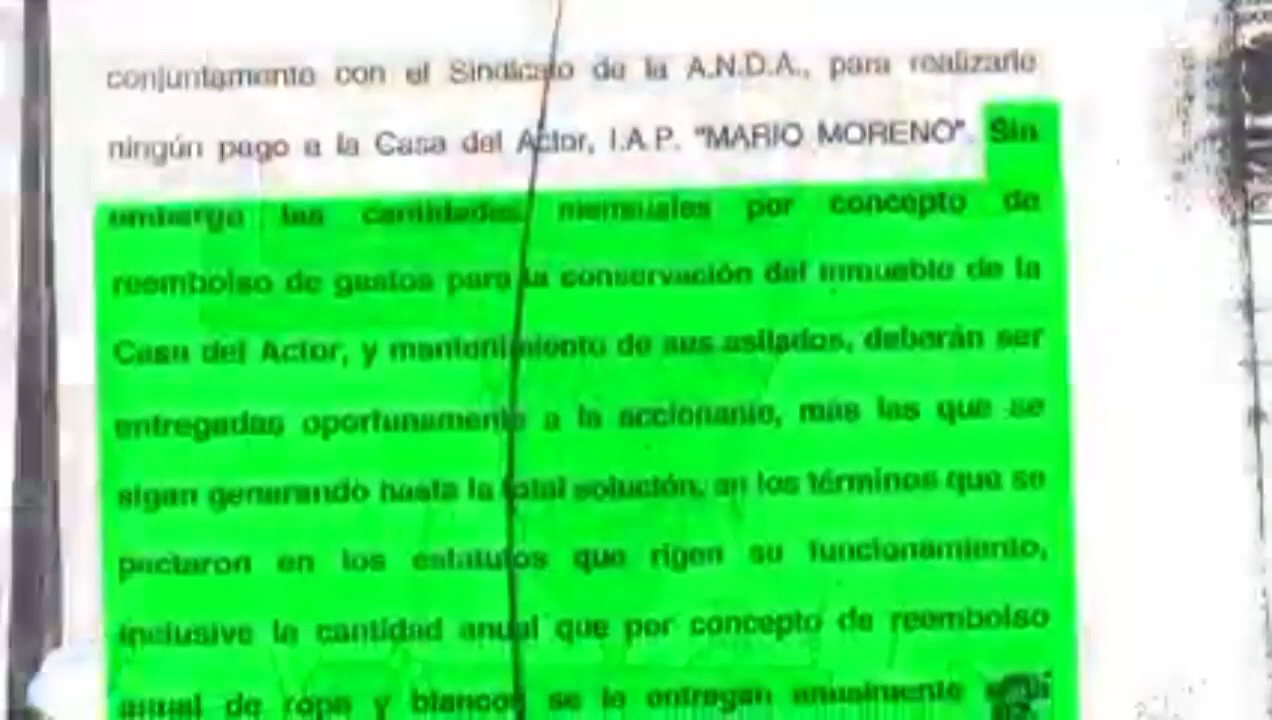 conjuntamente con el Sindicato de la A.N.D.A., para realizarle
ningún pago a la Casa del Actor, I.A.P. "MARIO MORENO". Sin
embargo las cantidades mensuales por concepto de
reembolso de gastos para la conservación del inmueble de la
Casa del Actor, y mantenimiento de sus asilados, deberán ser
entregadas oportunamente a la accionante, más las que se
sigan generando hasta la total solución, en los términos que se
pactaron en los estatutos que rigen su funcionamiento,
inclusive la cantidad anual que por concepto de reembolso
anual de ropa y blancos se le entregan anualmente